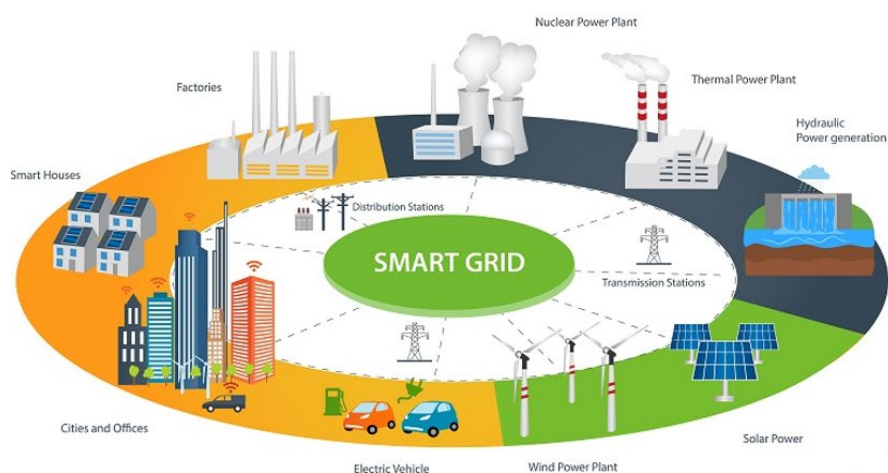 Nuclear Power Plant
Thermal Power Plant
Factories
Hydraulic
Power generation
Smart Houses
Distribution Stations
SMART GRID
Transmission Stations
Cities and Offices
Solar Power
Electric Vehicle
Wind Power Plant